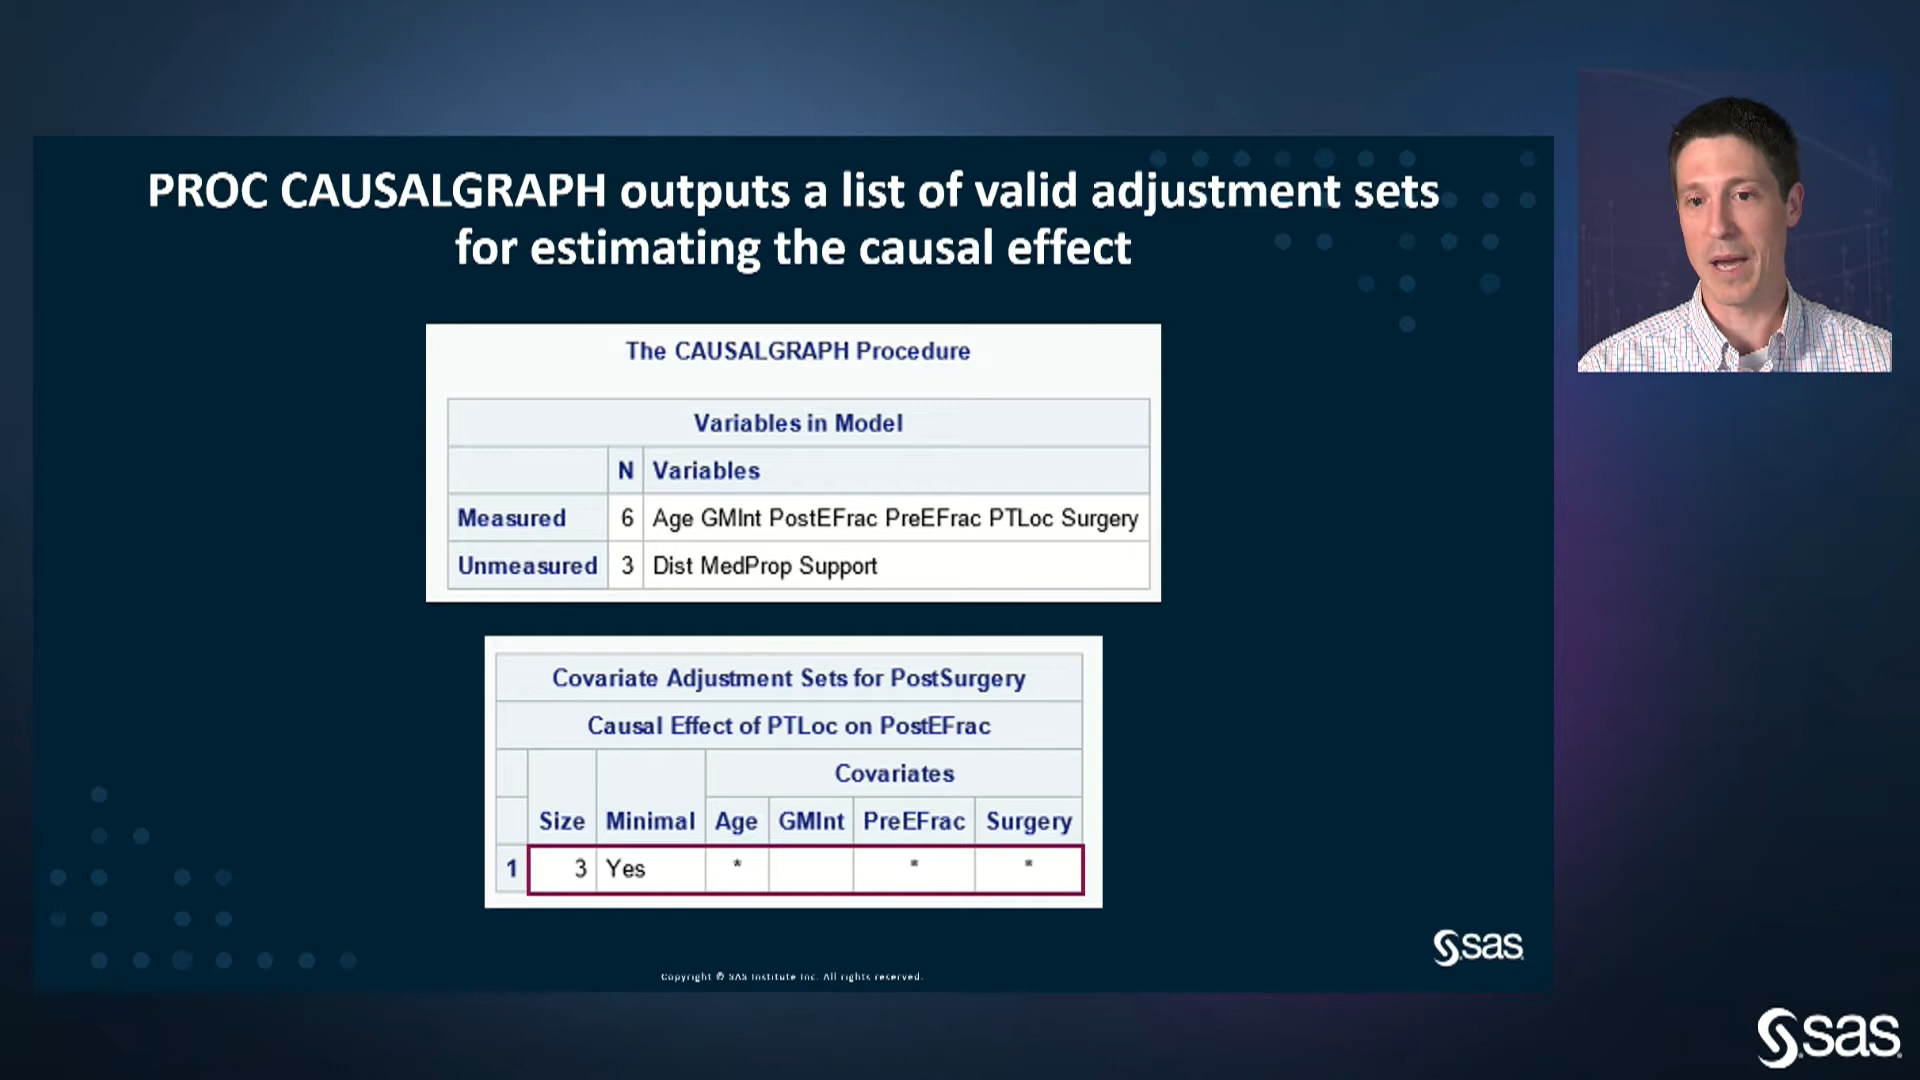 PROC CAUSALGRAPH outputs a list of valid adjustment sets
for estimating the causal effect
The CAUSALGRAPH Procedure
Variables in Model
N Variables
Measured 6 Age GMInt PostEFrac PreEFrac PTLoc Surgery
Unmeasured 3 Dist MedProp Support
Covariate Adjustment Sets for PostSurgery
Causal Effect of PTLoc on PostEFrac
Covariates
Size Minimal Age GMInt PreEFrac Surgery
1 3 Yes * * *
sas
Copyright © SAS Institute Inc. All rights reserved.
sas